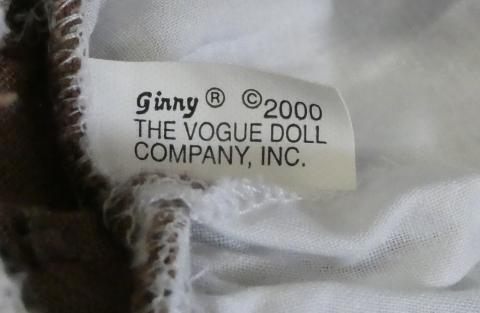 Ginny ® ©2000
THE VOGUE DOLL
COMPANY, INC.